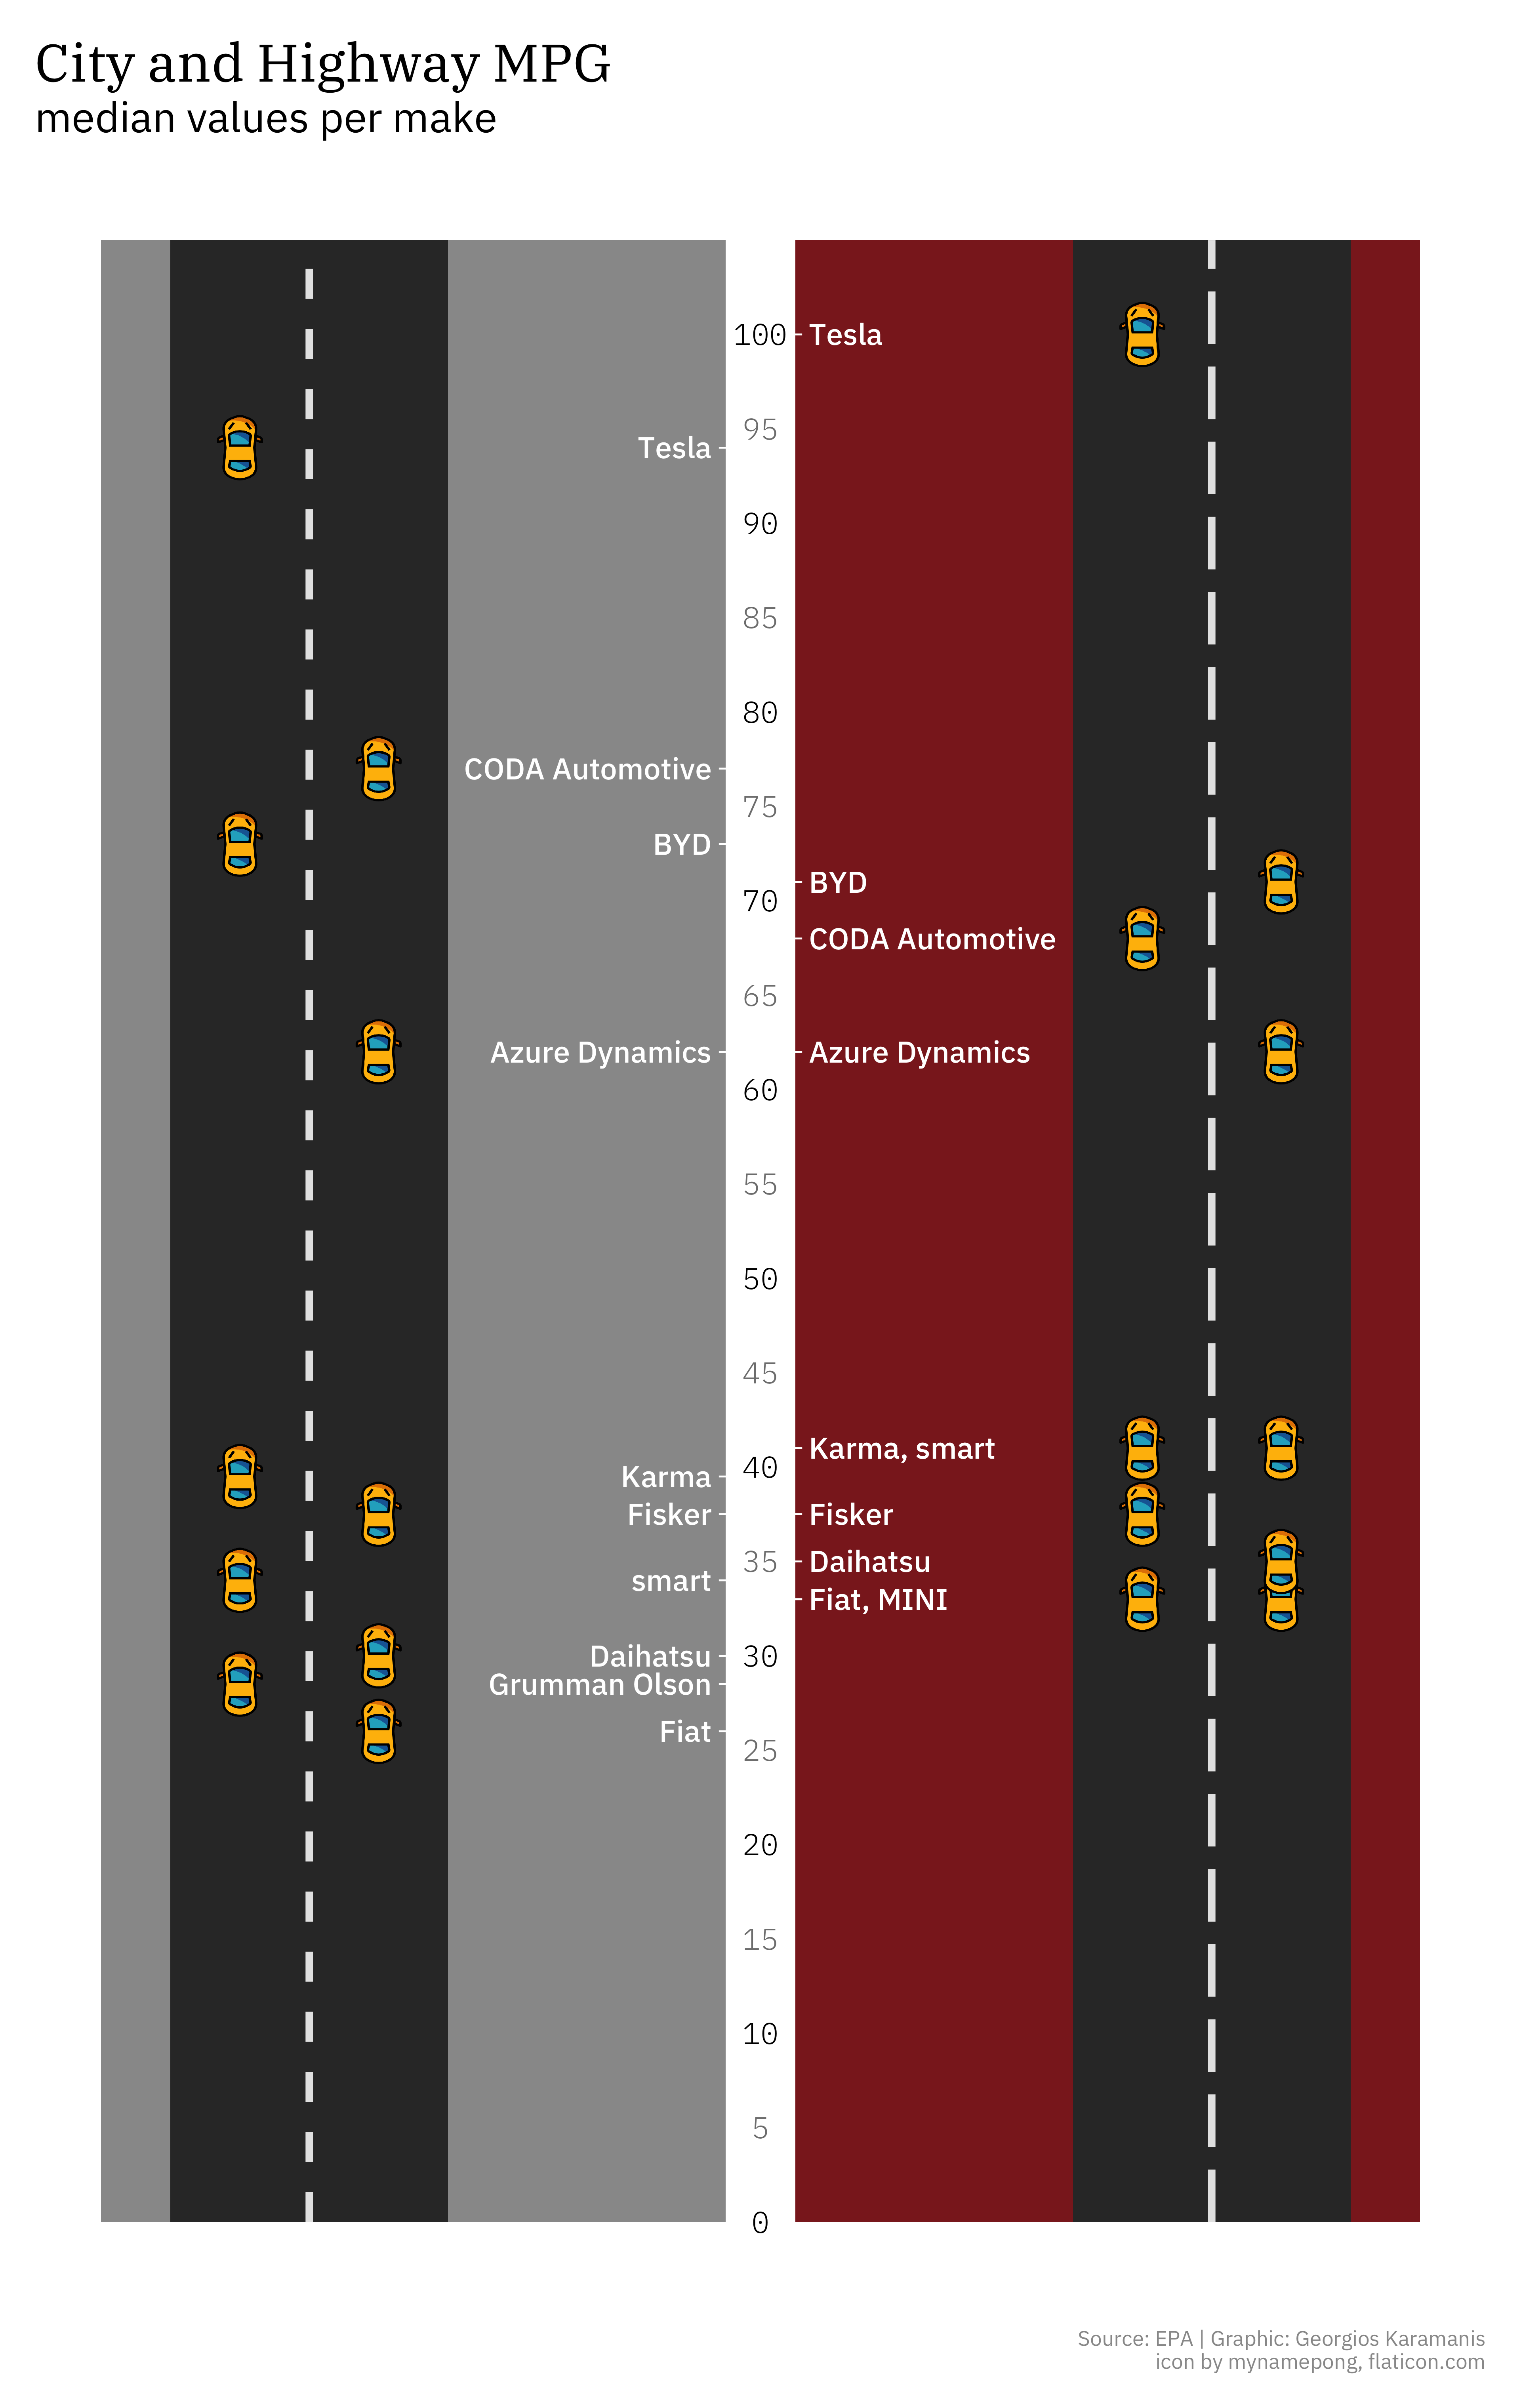 City and Highway MPG
median values per make
100 Tesla
95
Tesla
90
85
80
CODA Automotive
75
BYD
BYD
70
CODA Automotive
65
Azure Dynamics Azure Dynamics
60
55
50
45
Karma, smart
40
Karma
Fisker Fisker
35 Daihatsu
smart
Fiat, MINI
Daihatsu 30
Grumman Olson
Fiat
25
20
15
10
5
0
Source: EPA | Graphic: Georgios Karamanis
icon by mynamepong, flaticon.com